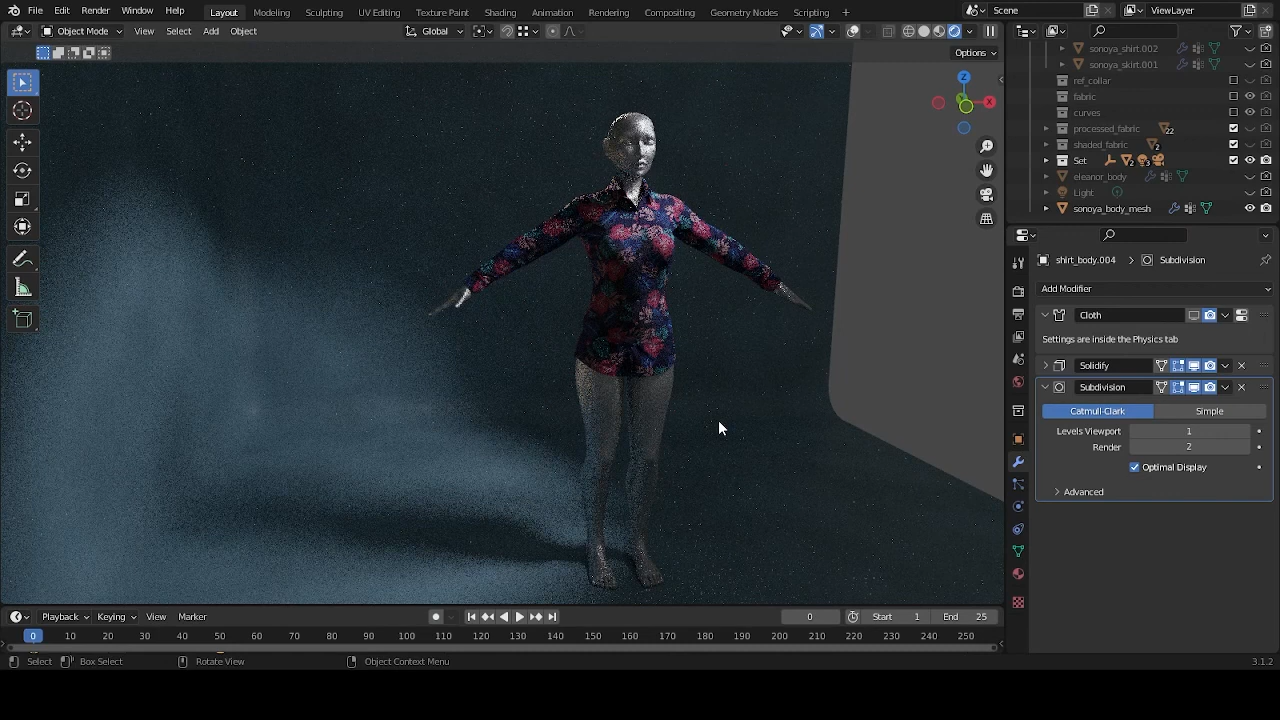 File Edit Render Window Help Layout Modeling Sculpting UV Editing Texture Paint Shading Animation Rendering Compositing Geometry Nodes Scripting + Scene ViewLayer
Object Mode View Select Add Object Global
Options
Z
X
sonoya_shirt.002
sonoya_skirt.001
ref_collar
fabric
curves
processed_fabric 22
shaded_fabric 2
Set 2 3
eleanor_body
Light
sonoya_body_mesh
shirt_body.004 > Subdivision
Add Modifier
Cloth
Settings are inside the Physics tab
Solidify
Subdivision
Catmull-Clark Simple
Levels Viewport 1
Render 2
Optimal Display
Advanced
Playback Keying View Marker 0 Start 1 End 25
0 10 20 30 40 50 60 70 80 90 100 110 120 130 140 150 160 170 180 190 200 210 220 230 240 250
Select Box Select Rotate View Object Context Menu 3.1.2